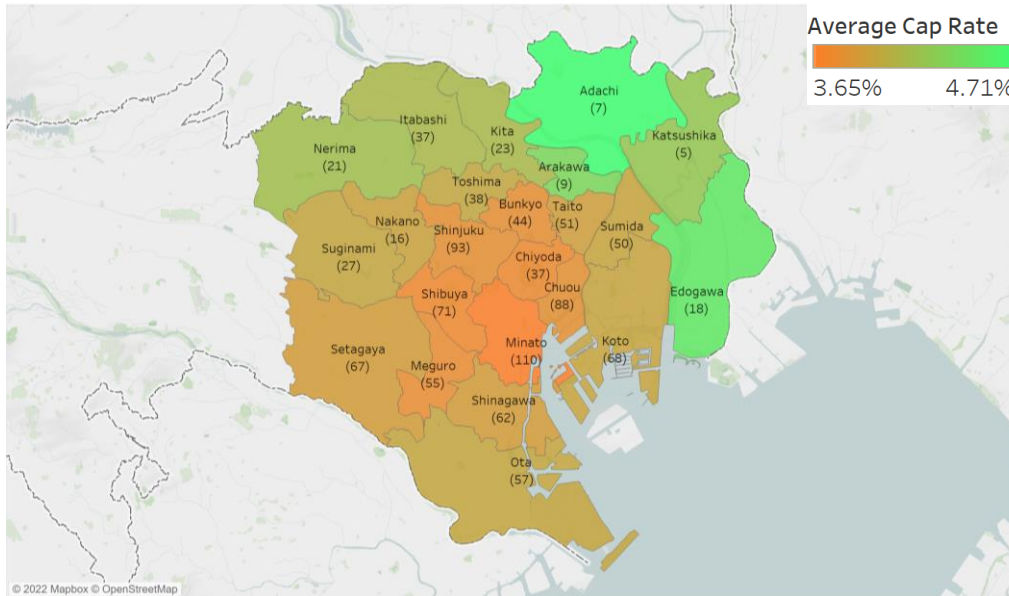 Average Cap Rate
3.65% 4.71%
Adachi
(7)
Itabashi
(37)
Kita
(23)
Katsushika
(5)
Nerima
(21)
Arakawa
(9)
Toshima
(38)
Bunkyo
(44)
Taito
(51)
Nakano
(16)
Shinjuku
(93)
Sumida
(50)
Suginami
(27)
Chiyoda
(37)
Chuou
(88)
Shibuya
(71)
Edogawa
(18)
Minato
(110)
Koto
(68)
Setagaya
(67)
Meguro
(55)
Shinagawa
(62)
Ota
(57)
© 2022 Mapbox © OpenStreetMap